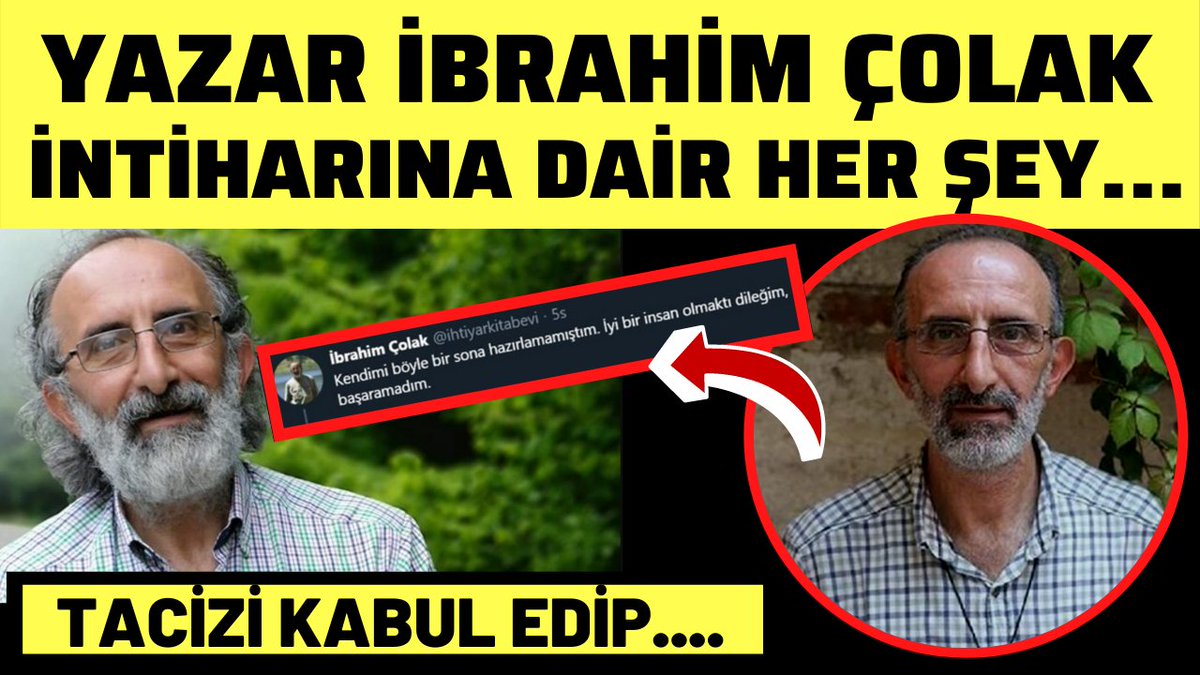 YAZAR İBRAHİM ÇOLAK
İNTİHARINA DAİR HER ŞEY...
İbrahim Çolak @ihtiyarkitabevi · 5s
Kendimi böyle bir sona hazırlamamıştım. İyi bir insan olmaktı dileğim,
başaramadım.
TACİZİ KABUL EDİP....